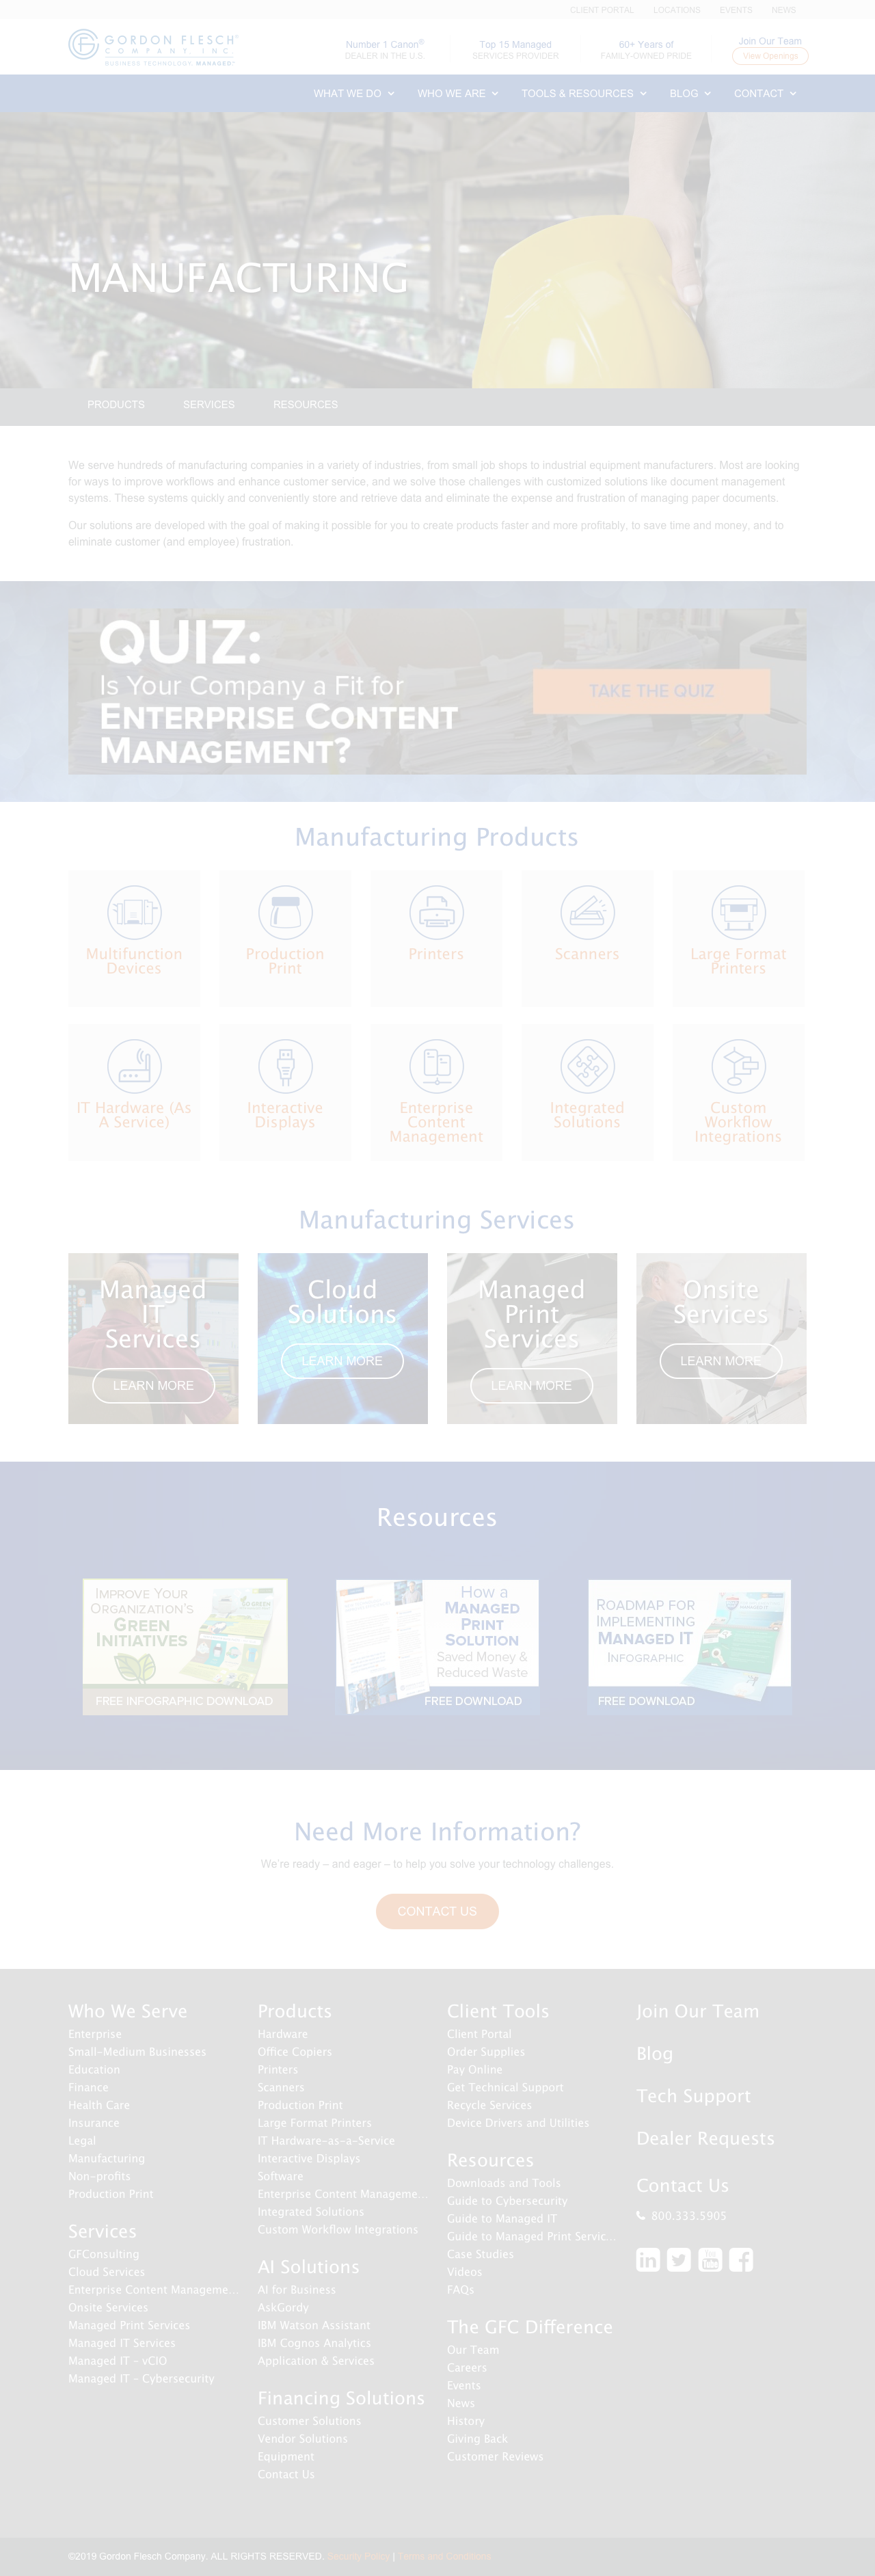 CLIENT PORTAL LOCATIONS EVENTS NEWS
GORDON FLESCH
COMPANY, INC.
BUSINESS TECHNOLOGY, MANAGED.
Number 1 Canon®
DEALER IN THE U.S.
Top 15 Managed
SERVICES PROVIDER
60+ Years of
FAMILY-OWNED PRIDE
Join Our Team
View Openings
WHAT WE DO WHO WE ARE TOOLS & RESOURCES BLOG CONTACT
MANUFACTURING
PRODUCTS SERVICES RESOURCES
We serve hundreds of manufacturing companies in a variety of industries, from small job shops to industrial equipment manufacturers. Most are looking
for ways to improve workflows and enhance customer service, and we solve those challenges with customized solutions like document management
systems. These systems quickly and conveniently store and retrieve data and eliminate the expense and frustration of managing paper documents.
Our solutions are developed with the goal of making it possible for you to create products faster and more profitably, to save time and money, and to
eliminate customer (and employee) frustration.
QUIZ:
Is Your Company a Fit for
ENTERPRISE CONTENT
MANAGEMENT?
TAKE THE QUIZ
Manufacturing Products
Multifunction
Devices
Production
Print
Printers
Scanners
Large Format
Printers
IT Hardware (As
A Service)
Interactive
Displays
Enterprise
Content
Management
Integrated
Solutions
Custom
Workflow
Integrations
Manufacturing Services
Managed
IT
Services
LEARN MORE
Cloud
Solutions
LEARN MORE
Managed
Print
Services
LEARN MORE
Onsite
Services
LEARN MORE
Resources
IMPROVE YOUR
ORGANIZATION'S
GREEN
INITIATIVES
GO GREEN
FREE INFOGRAPHIC DOWNLOAD
How a
MANAGED
PRINT
SOLUTION
Saved Money &
Reduced Waste
FREE DOWNLOAD
ROADMAP FOR
IMPLEMENTING
MANAGED IT
INFOGRAPHIC
FREE DOWNLOAD
Need More Information?
We're ready – and eager – to help you solve your technology challenges.
CONTACT US
Who We Serve
Enterprise
Small-Medium Businesses
Education
Finance
Health Care
Insurance
Legal
Manufacturing
Non-profits
Production Print
Services
GFConsulting
Cloud Services
Enterprise Content Manageme...
Onsite Services
Managed Print Services
Managed IT Services
Managed IT - vCIO
Managed IT - Cybersecurity
Products
Hardware
Office Copiers
Printers
Scanners
Production Print
Large Format Printers
IT Hardware-as-a-Service
Interactive Displays
Software
Enterprise Content Manageme...
Integrated Solutions
Custom Workflow Integrations
AI Solutions
AI for Business
AskGordy
IBM Watson Assistant
IBM Cognos Analytics
Application & Services
Financing Solutions
Customer Solutions
Vendor Solutions
Equipment
Contact Us
Client Tools
Client Portal
Order Supplies
Pay Online
Get Technical Support
Recycle Services
Device Drivers and Utilities
Resources
Downloads and Tools
Guide to Cybersecurity
Guide to Managed IT
Guide to Managed Print Servic...
Case Studies
Videos
FAQs
The GFC Difference
Our Team
Careers
Events
News
History
Giving Back
Customer Reviews
Join Our Team
Blog
Tech Support
Dealer Requests
Contact Us
800.333.5905
©2019 Gordon Flesch Company. ALL RIGHTS RESERVED. Security Policy | Terms and Conditions